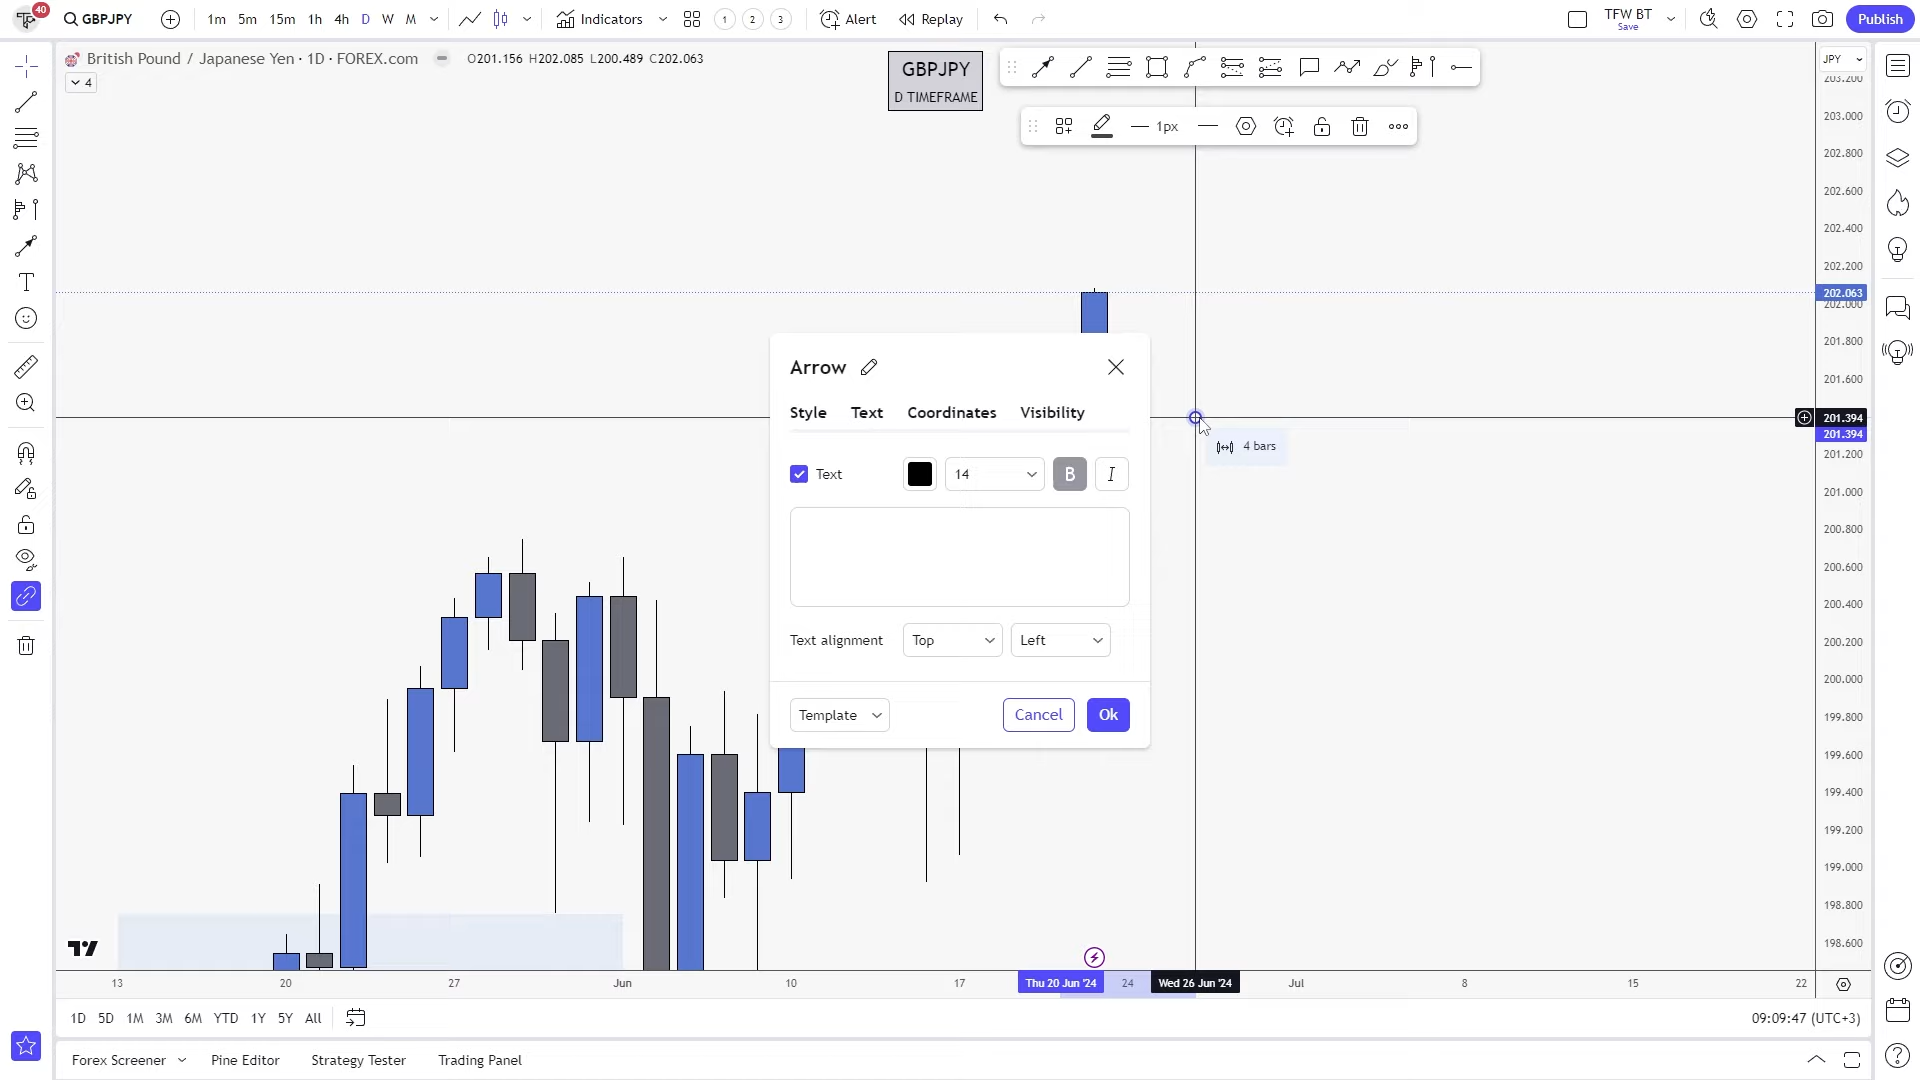 40
GBPJPY
1m 5m 15m 1h 4h D W M
Indicators
1 2 3
Alert
Replay
TFW BT
Save
Publish
British Pound / Japanese Yen · 1D · FOREX.com
O201.156 H202.085 L200.489 C202.063
4
GBPJPY
D TIMEFRAME
1px
JPY
203.200
203.000
202.800
202.600
202.400
202.200
202.063
202.000
201.800
201.600
201.394
201.394
201.200
201.000
200.800
200.600
200.400
200.200
200.000
199.800
199.600
199.400
199.200
199.000
198.800
198.600
Arrow
Style Text Coordinates Visibility
Text 14 B I
Text alignment Top Left
Template Cancel Ok
4 bars
13 20 27 Jun 10 17 Thu 20 Jun '24 24 Wed 26 Jun '24 Jul 8 15 22
1D 5D 1M 3M 6M YTD 1Y 5Y All
09:09:47 (UTC+3)
Forex Screener Pine Editor Strategy Tester Trading Panel